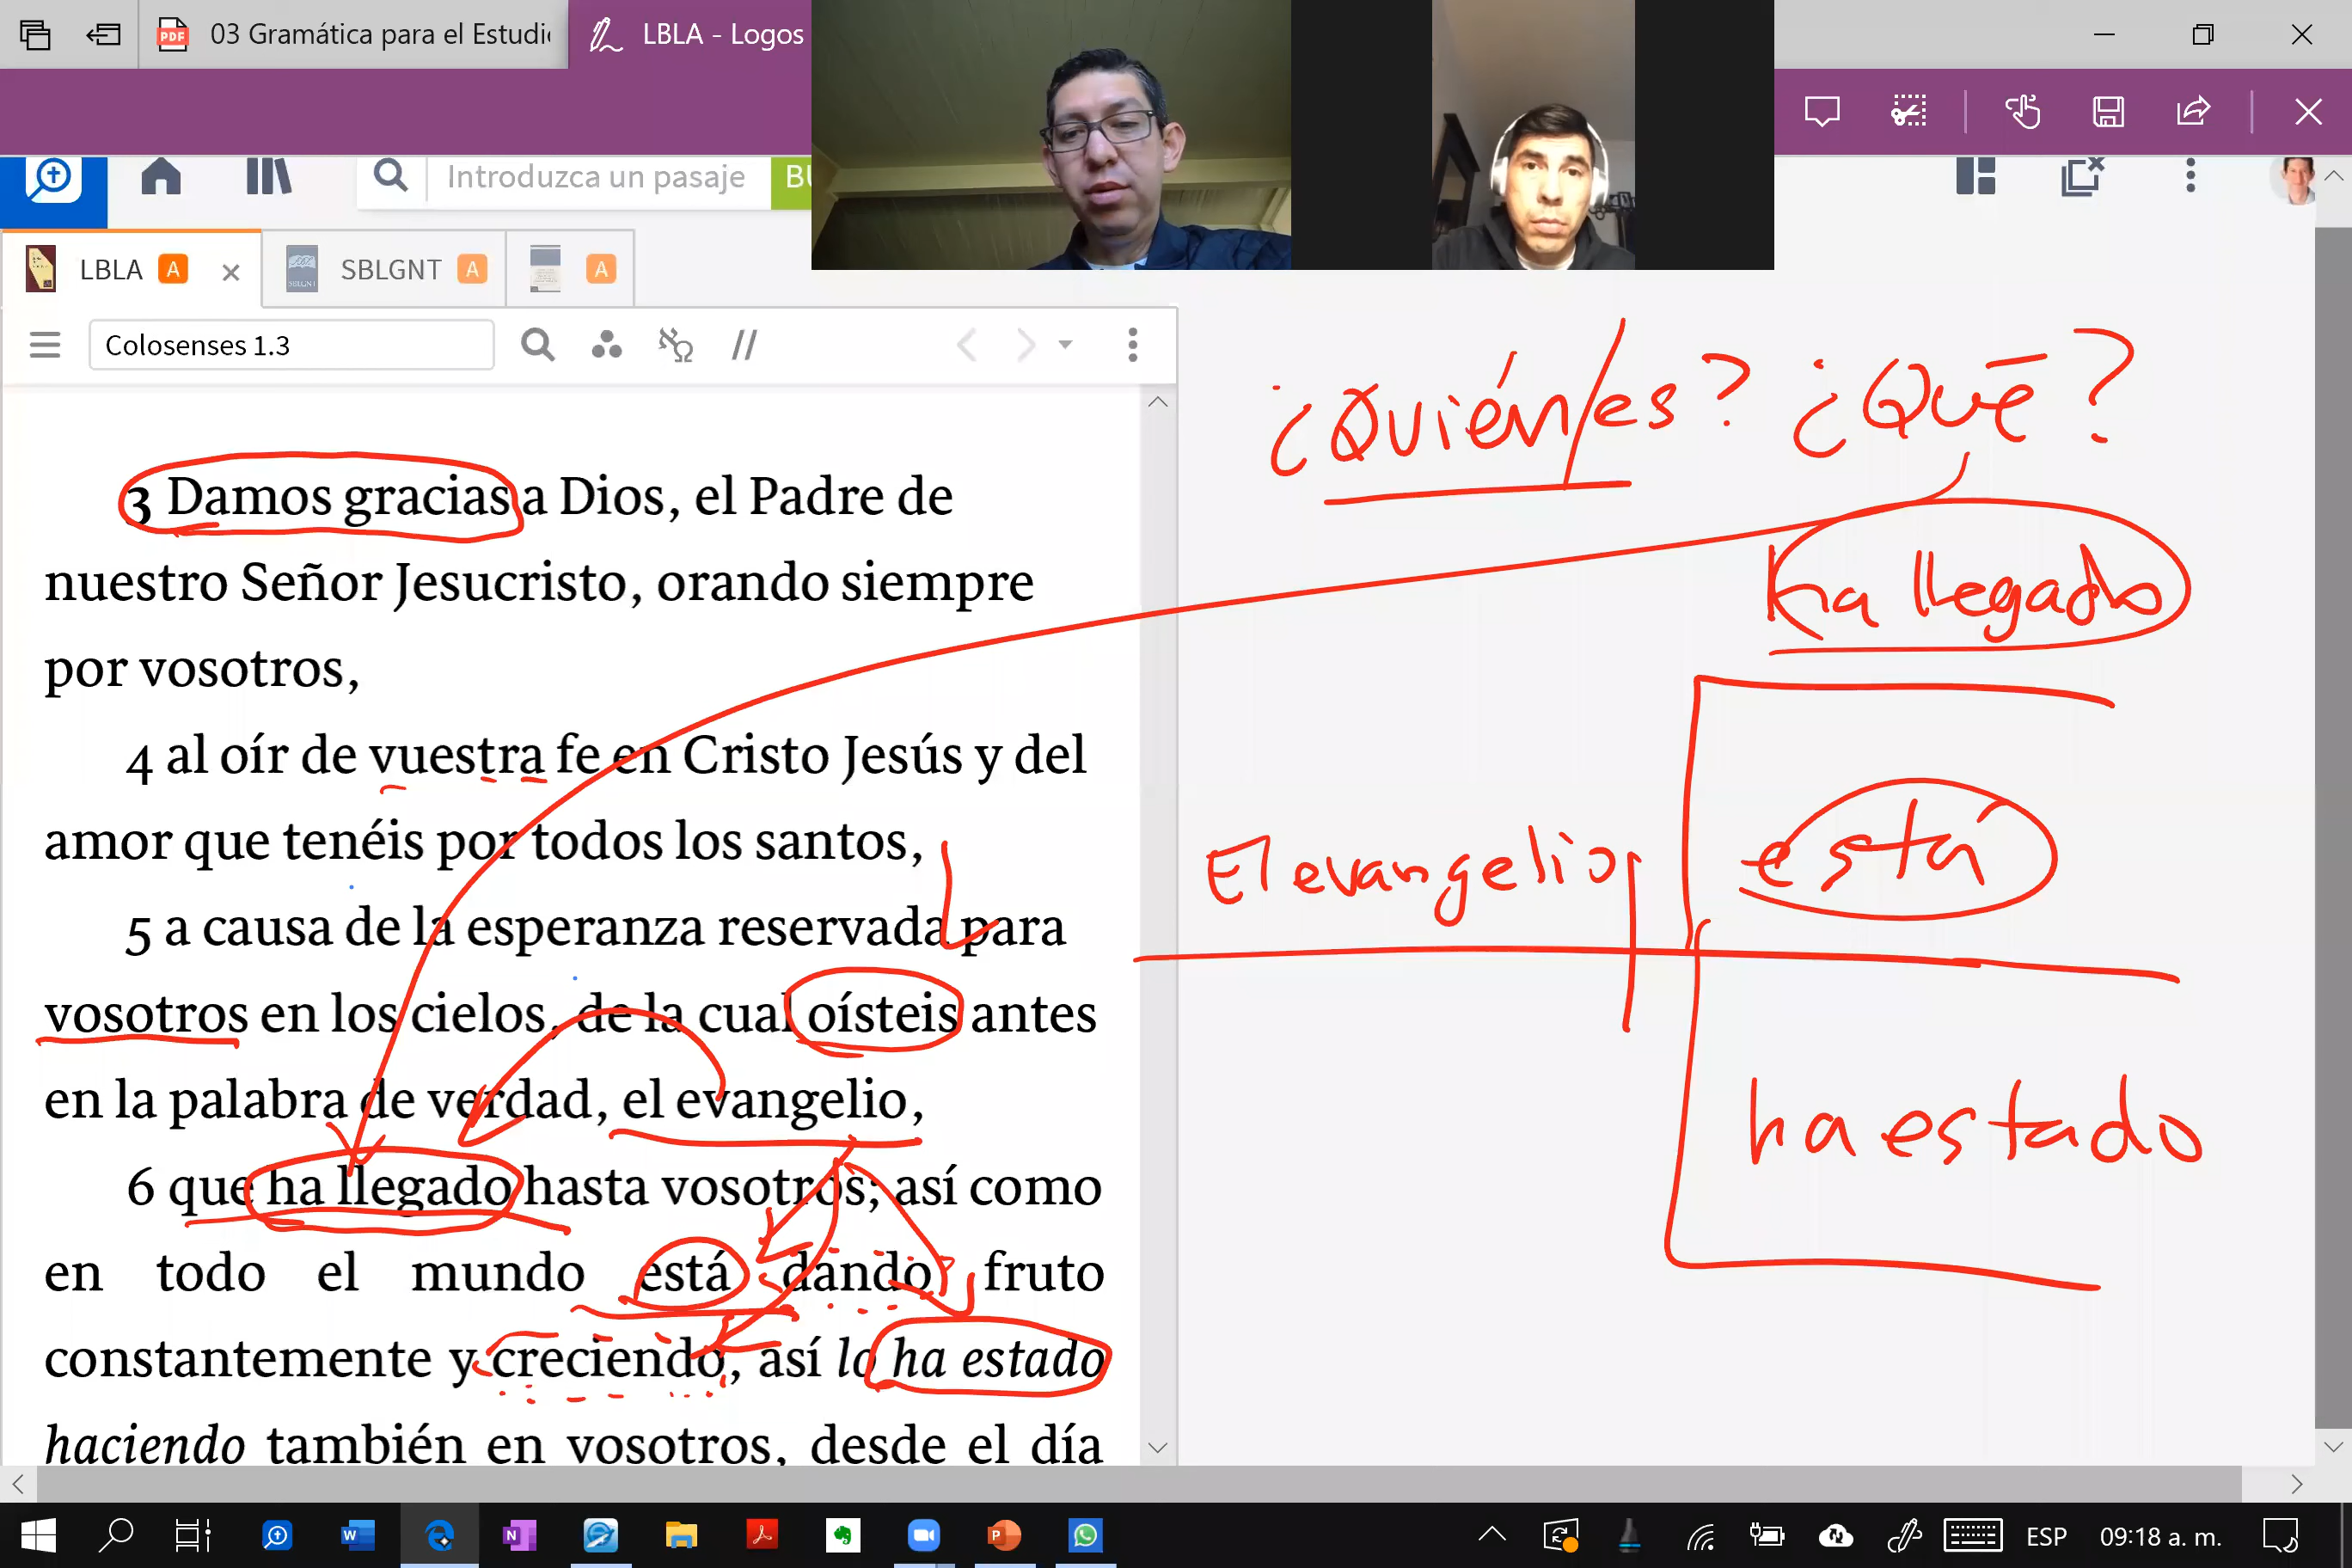 03 Gramática para el Estudi
LBLA - Logos
Introduzca un pasaje
BU
LBLA A
SBLGNT A
A
Colosenses 1.3
3 Damos gracias a Dios, el Padre de
nuestro Señor Jesucristo, orando siempre
por vosotros,
4 al oír de vuestra fe en Cristo Jesús y del
amor que tenéis por todos los santos,
5 a causa de la esperanza reservada para
vosotros en los cielos, de la cual oísteis antes
en la palabra de verdad, el evangelio,
6 que ha llegado hasta vosotros; así como
en todo el mundo está dando fruto
constantemente y creciendo, así lo ha estado
haciendo también en vosotros, desde el día
¿Quién/es? ¿Qué?
ha llegado
El evangelio
está
ha estado
ESP
09:18 a. m.